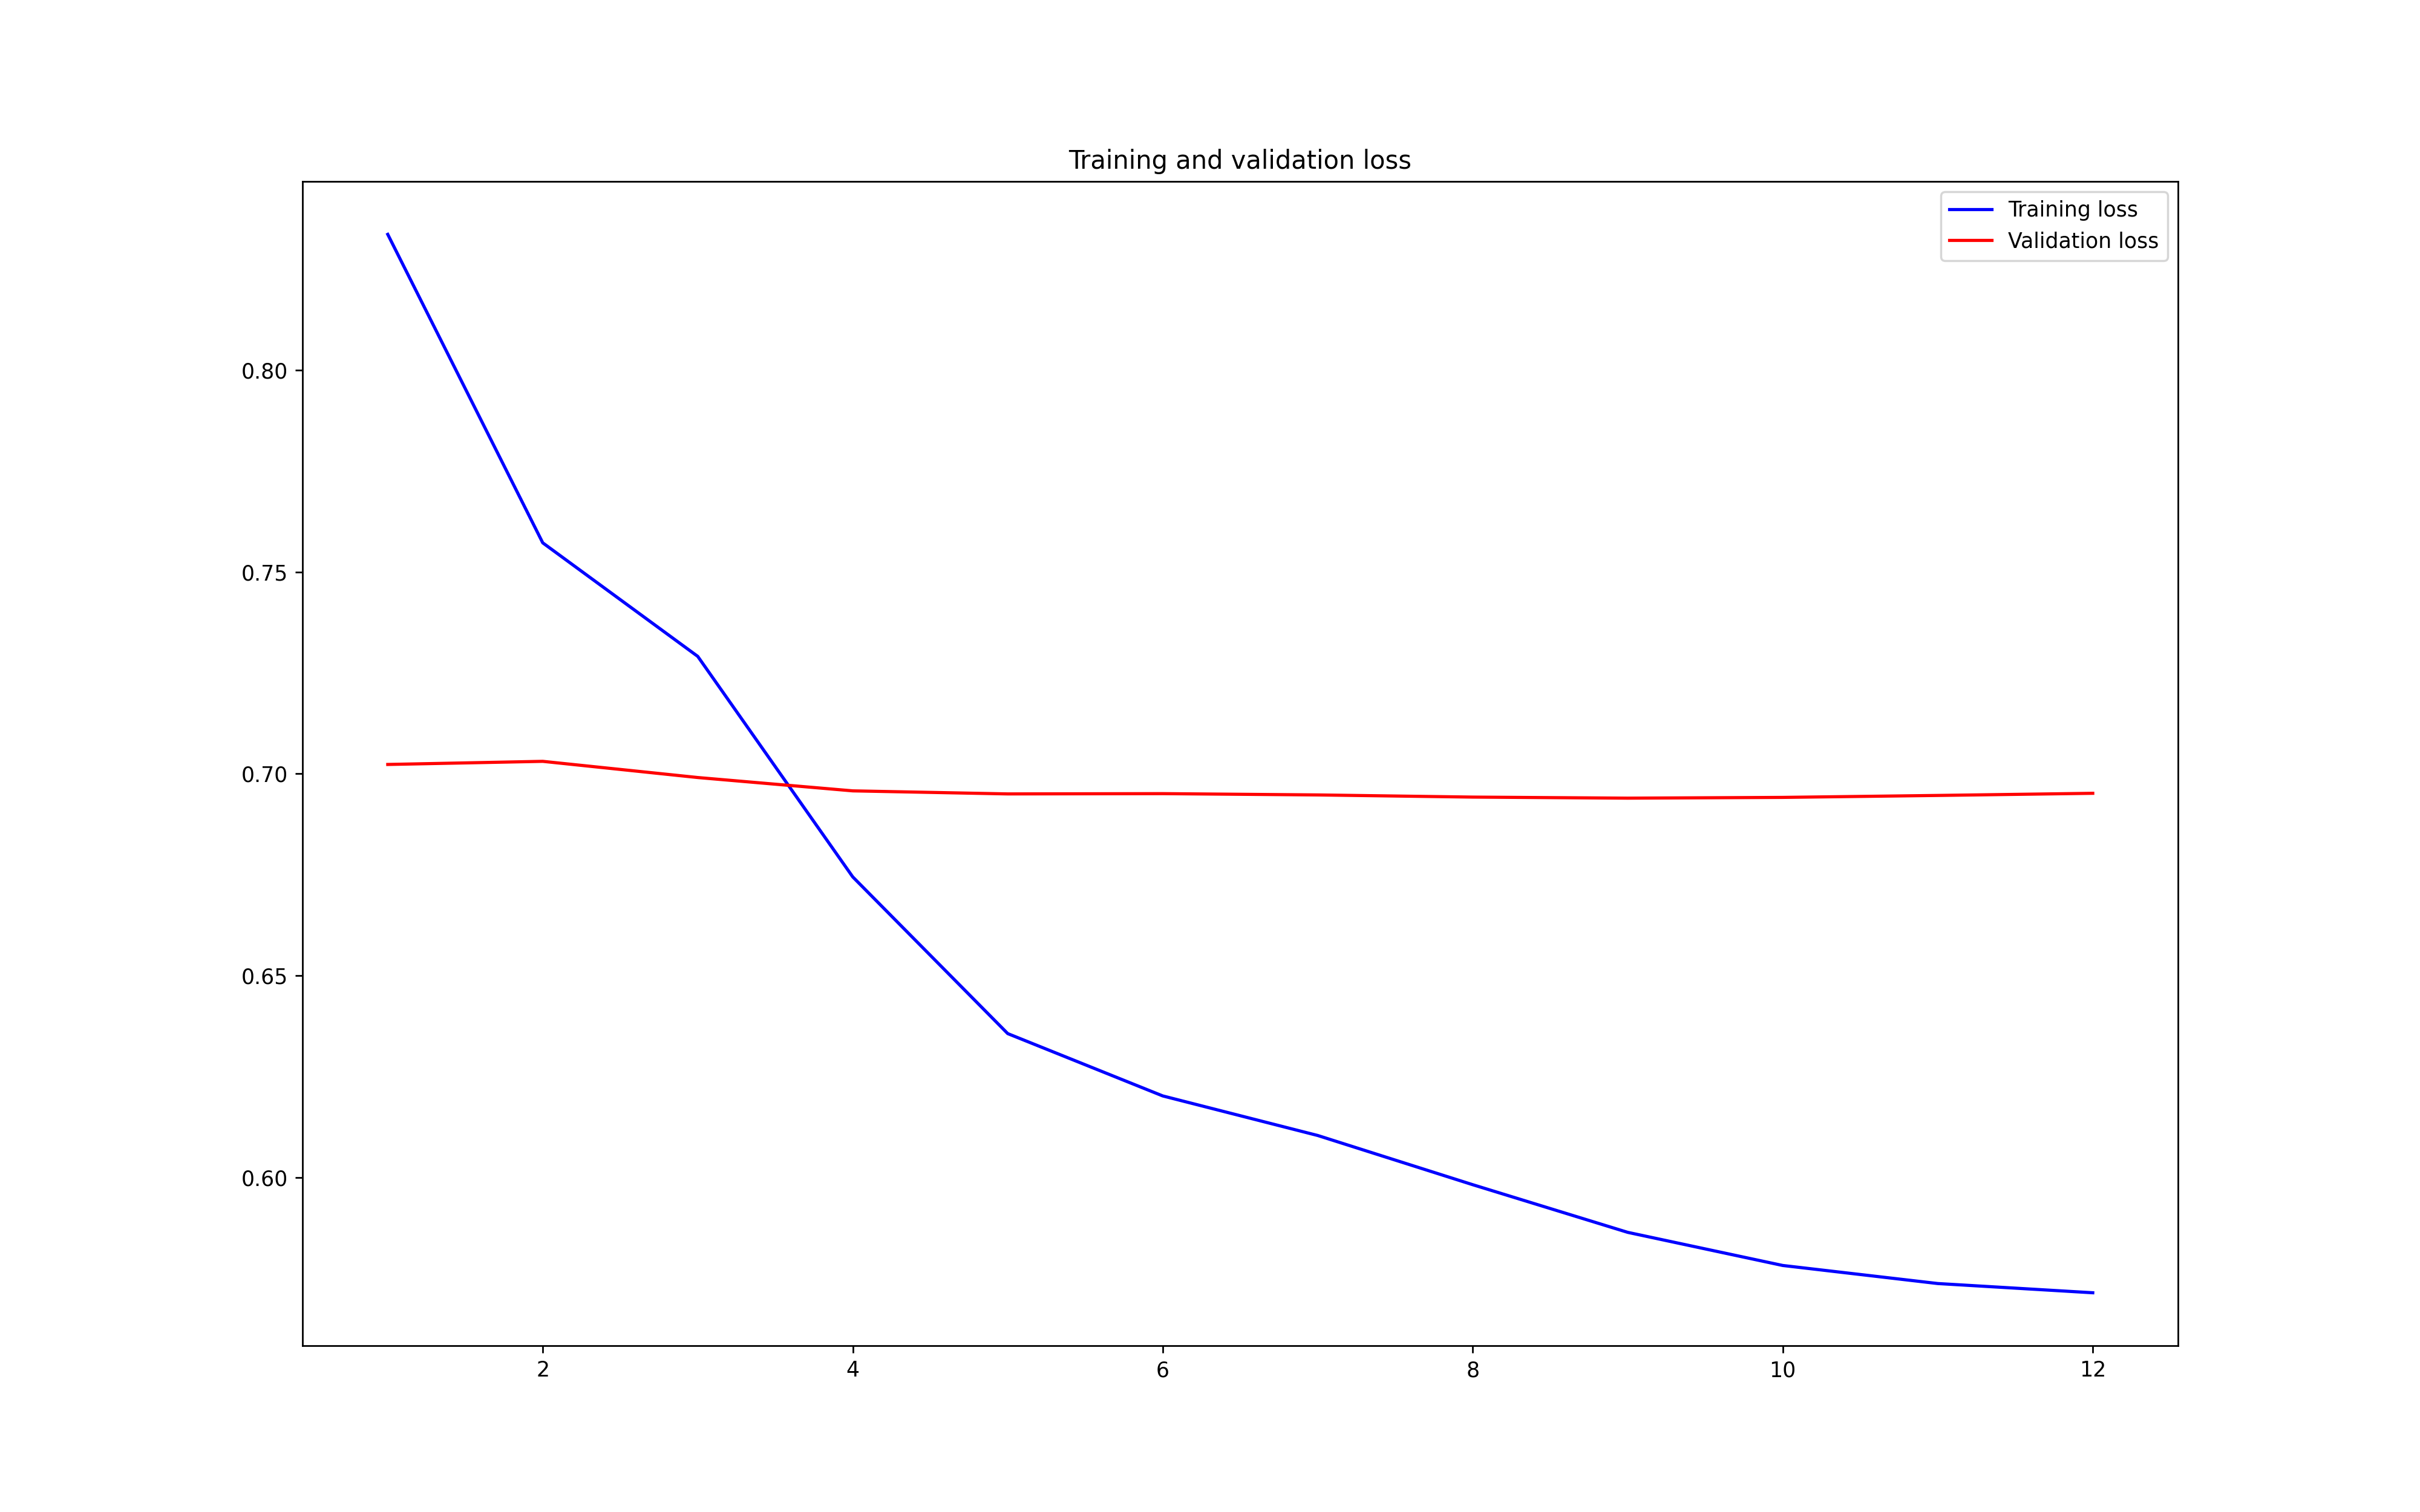 Training and validation loss
Training loss
Validation loss
0.80
0.75
0.70
0.65
0.60
2 4 6 8 10 12